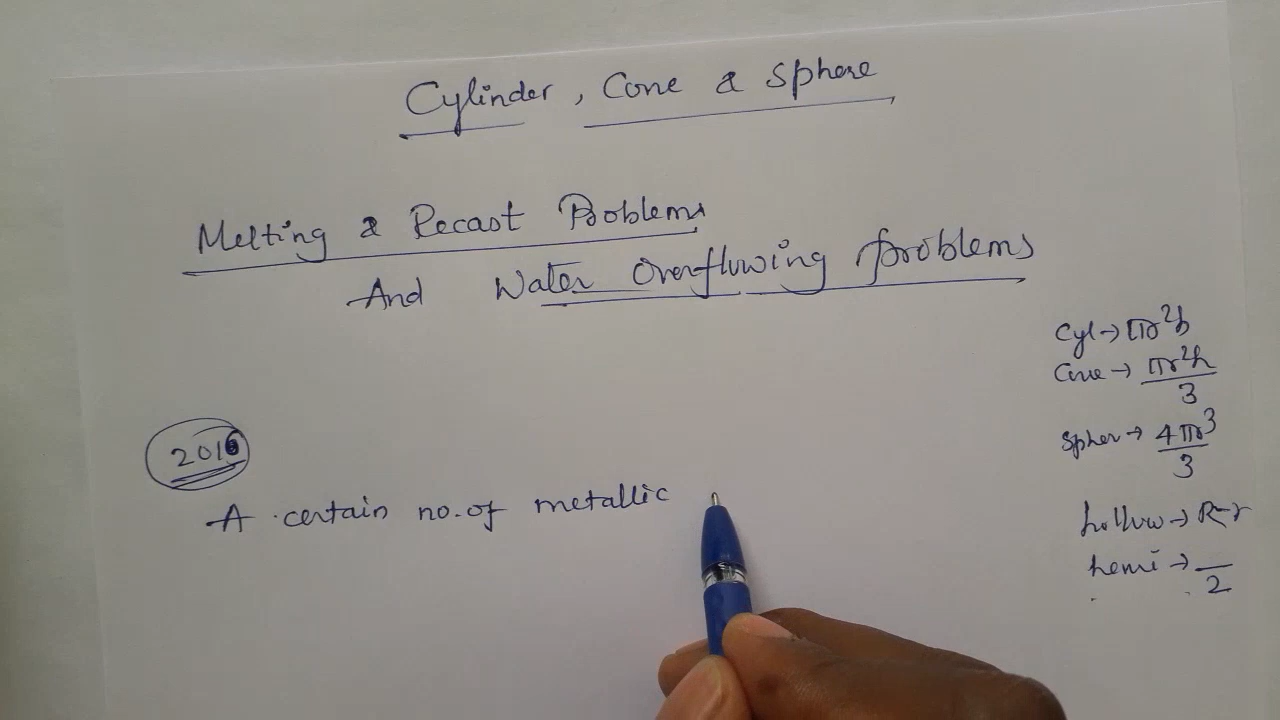 Cylinder, Cone & Sphere
Melting & Recast Problems
And Water Overflowing problems
Cyl → πr²h
Cone → πr²h/3
Spher → 4πr³/3
2016
A certain no. of metallic
hollow → R-r
hemi → —/2